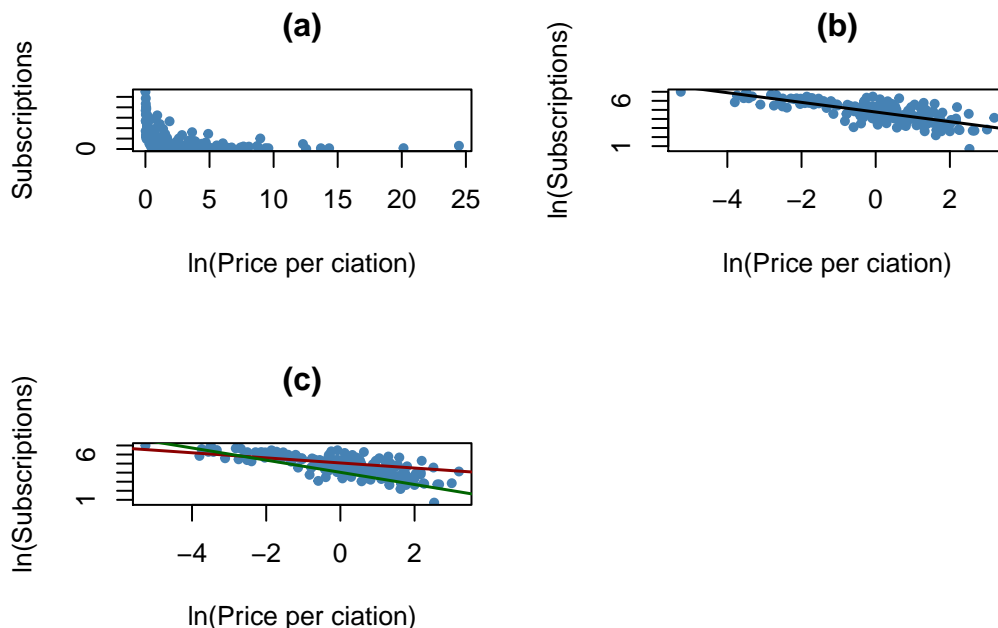 (a)
Subscriptions
0
0 5 10 15 20 25
ln(Price per ciation)
(b)
ln(Subscriptions)
6
1
−4 −2 0 2
ln(Price per ciation)
(c)
ln(Subscriptions)
6
1
−4 −2 0 2
ln(Price per ciation)